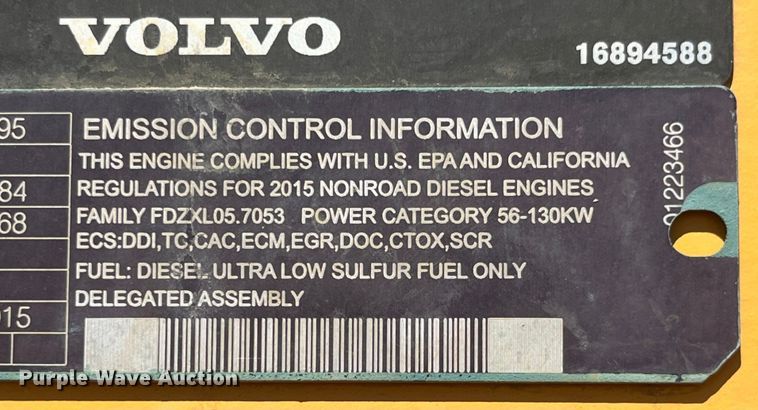 VOLVO
16894588
95
84
68
015
EMISSION CONTROL INFORMATION
THIS ENGINE COMPLIES WITH U.S. EPA AND CALIFORNIA
REGULATIONS FOR 2015 NONROAD DIESEL ENGINES
FAMILY FDZXL05.7053 POWER CATEGORY 56-130KW
ECS:DDI,TC,CAC,ECM,EGR,DOC,CTOX,SCR
FUEL: DIESEL ULTRA LOW SULFUR FUEL ONLY
DELEGATED ASSEMBLY
01223466
Purple Wave Auction